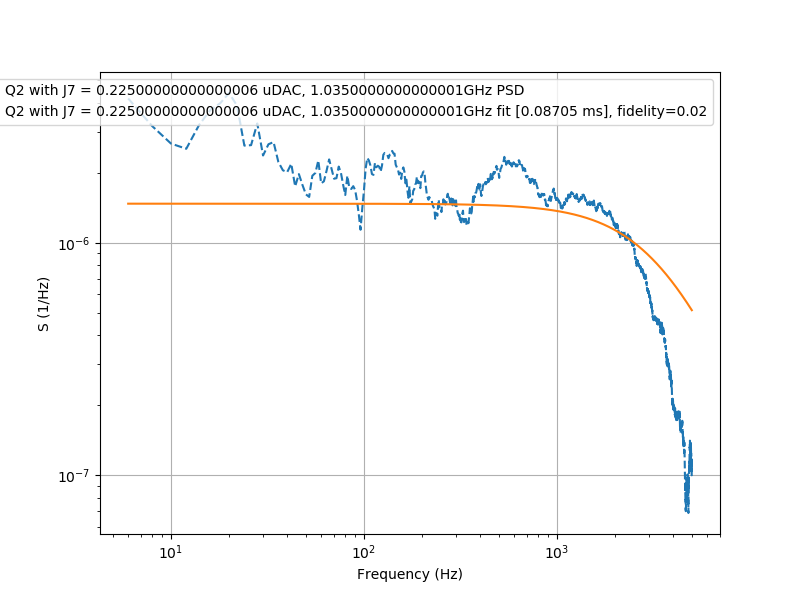 Q2 with J7 = 0.22500000000000006 uDAC, 1.0350000000000001GHz PSD
Q2 with J7 = 0.22500000000000006 uDAC, 1.0350000000000001GHz fit [0.08705 ms], fidelity=0.02
10⁻⁶
S (1/Hz)
10⁻⁷
10¹ 10² 10³
Frequency (Hz)